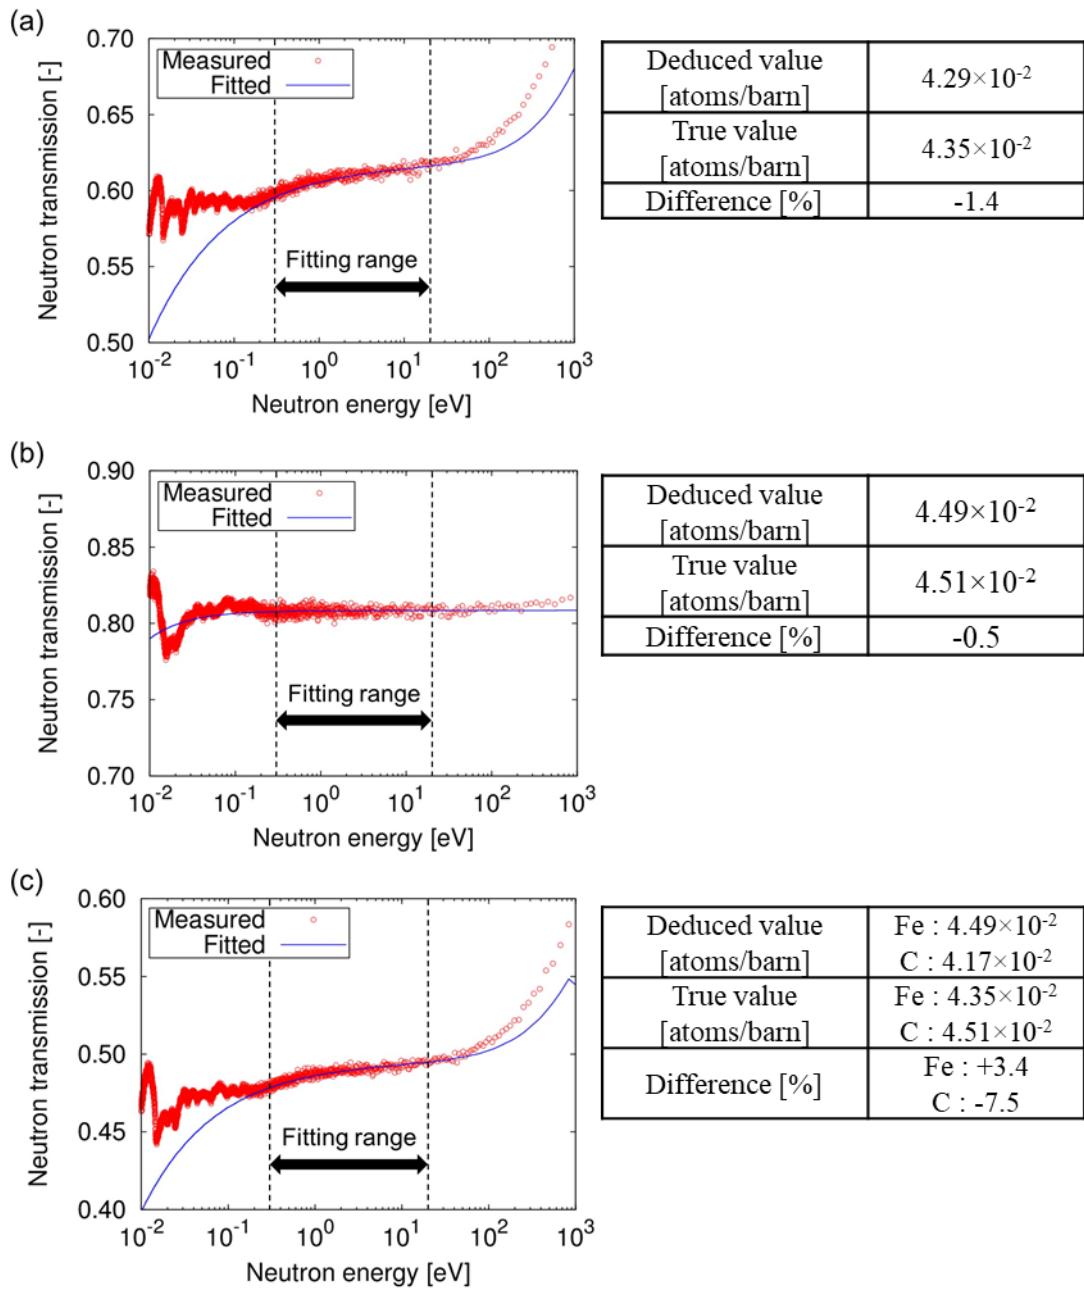 (a)
Neutron transmission [-]
0.70
0.65
0.60
0.55
0.50
Measured
Fitted
Fitting range
10⁻² 10⁻¹ 10⁰ 10¹ 10² 10³
Neutron energy [eV]
Deduced value
[atoms/barn]
4.29×10⁻²
True value
[atoms/barn]
4.35×10⁻²
Difference [%]
-1.4
(b)
Neutron transmission [-]
0.90
0.85
0.80
0.75
0.70
Measured
Fitted
Fitting range
10⁻² 10⁻¹ 10⁰ 10¹ 10² 10³
Neutron energy [eV]
Deduced value
[atoms/barn]
4.49×10⁻²
True value
[atoms/barn]
4.51×10⁻²
Difference [%]
-0.5
(c)
Neutron transmission [-]
0.60
0.55
0.50
0.45
0.40
Measured
Fitted
Fitting range
10⁻² 10⁻¹ 10⁰ 10¹ 10² 10³
Neutron energy [eV]
Deduced value
[atoms/barn]
Fe : 4.49×10⁻²
C : 4.17×10⁻²
True value
[atoms/barn]
Fe : 4.35×10⁻²
C : 4.51×10⁻²
Difference [%]
Fe : +3.4
C : -7.5